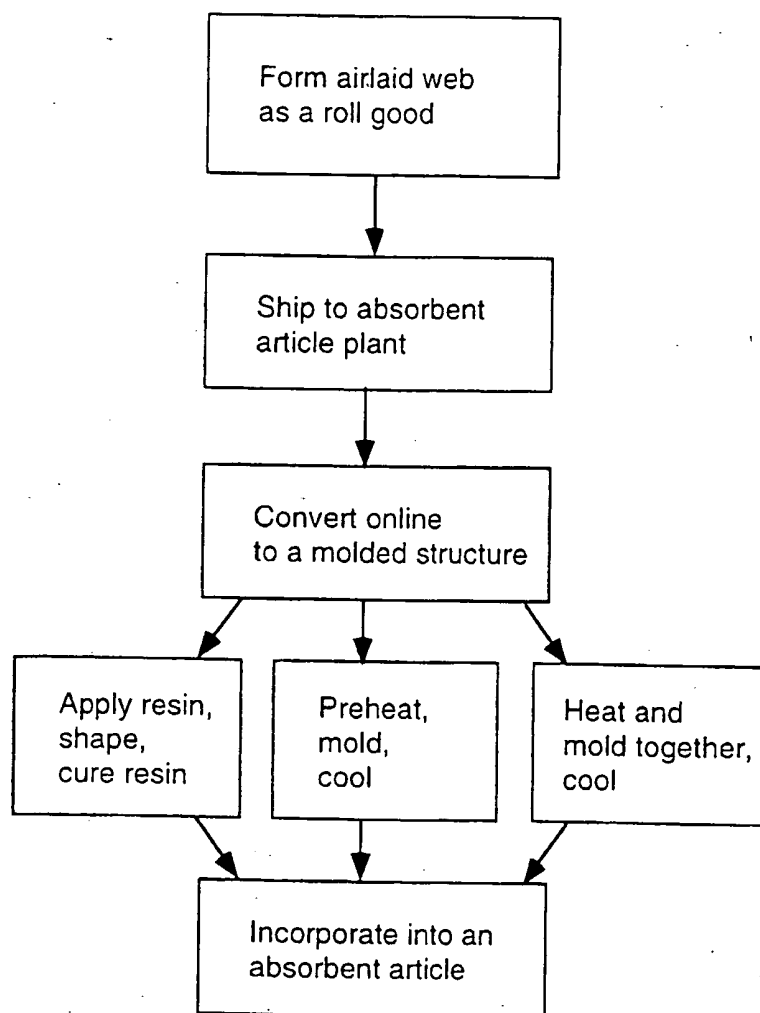 Form airlaid web
as a roll good
Ship to absorbent
article plant
Convert online
to a molded structure
Apply resin,
shape,
cure resin
Preheat,
mold,
cool
Heat and
mold together,
cool
Incorporate into an
absorbent article